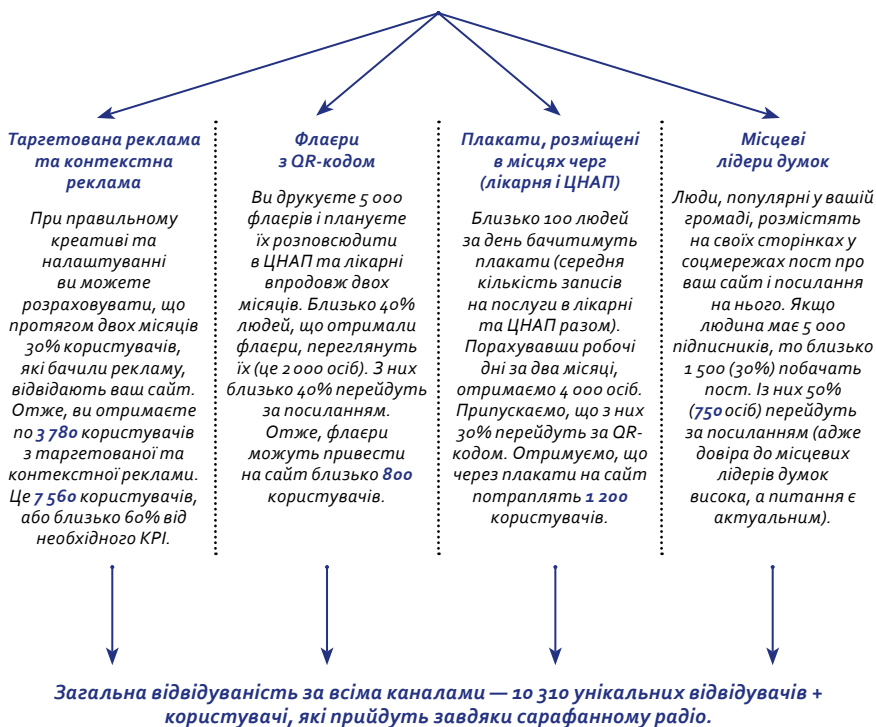 Таргетована реклама
та контекстна
реклама
При правильному
креативі та
налаштуванні
ви можете
розраховувати, що
протягом двох місяців
30% користувачів,
які бачили рекламу,
відвідають ваш сайт.
Отже, ви отримаєте
по 3 780 користувачів
з таргетованої та
контекстної реклами.
Це 7 560 користувачів,
або близько 60% від
необхідного KPI.
Флаєри
з QR-кодом
Ви друкуєте 5 000
флаєрів і плануєте
їх розповсюдити
в ЦНАП та лікарні
впродовж двох
місяців. Близько 40%
людей, що отримали
флаєри, переглянуть
їх (це 2 000 осіб). З них
близько 40% перейдуть
за посиланням.
Отже, флаєри
можуть привести
на сайт близько 800
користувачів.
Плакати, розміщені
в місцях черг
(лікарня і ЦНАП)
Близько 100 людей
за день бачитимуть
плакати (середня
кількість записів
на послуги в лікарні
та ЦНАП разом).
Порахувавши робочі
дні за два місяці,
отримаємо 4 000 осіб.
Припускаємо, що з них
30% перейдуть за QR-
кодом. Отримуємо, що
через плакати на сайт
потраплять 1 200
користувачів.
Місцеві
лідери думок
Люди, популярні у вашій
громаді, розмістять
на своїх сторінках у
соцмережах пост про
ваш сайт і посилання
на нього. Якщо
людина має 5 000
підписників, то близько
1 500 (30%) побачать
пост. Із них 50%
(750 осіб) перейдуть
за посиланням (адже
довіра до місцевих
лідерів думок
висока, а питання є
актуальним).
Загальна відвідуваність за всіма каналами — 10 310 унікальних відвідувачів +
користувачі, які прийдуть завдяки сарафанному радіо.